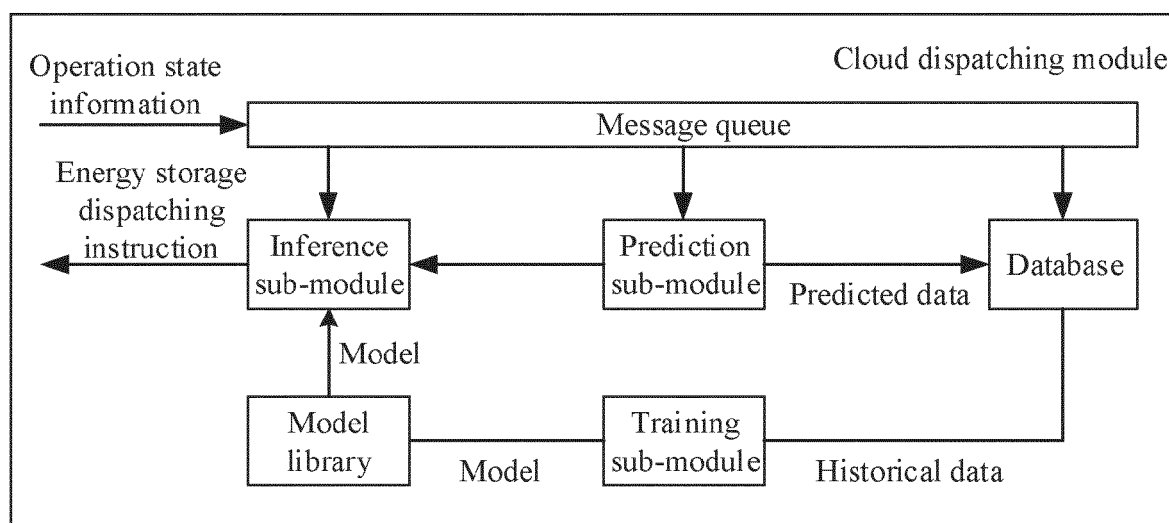 Cloud dispatching module
Operation state
information
Message queue
Energy storage
dispatching
instruction
Inference
sub-module
Prediction
sub-module
Predicted data
Database
Model
Model
library
Model
Training
sub-module
Historical data